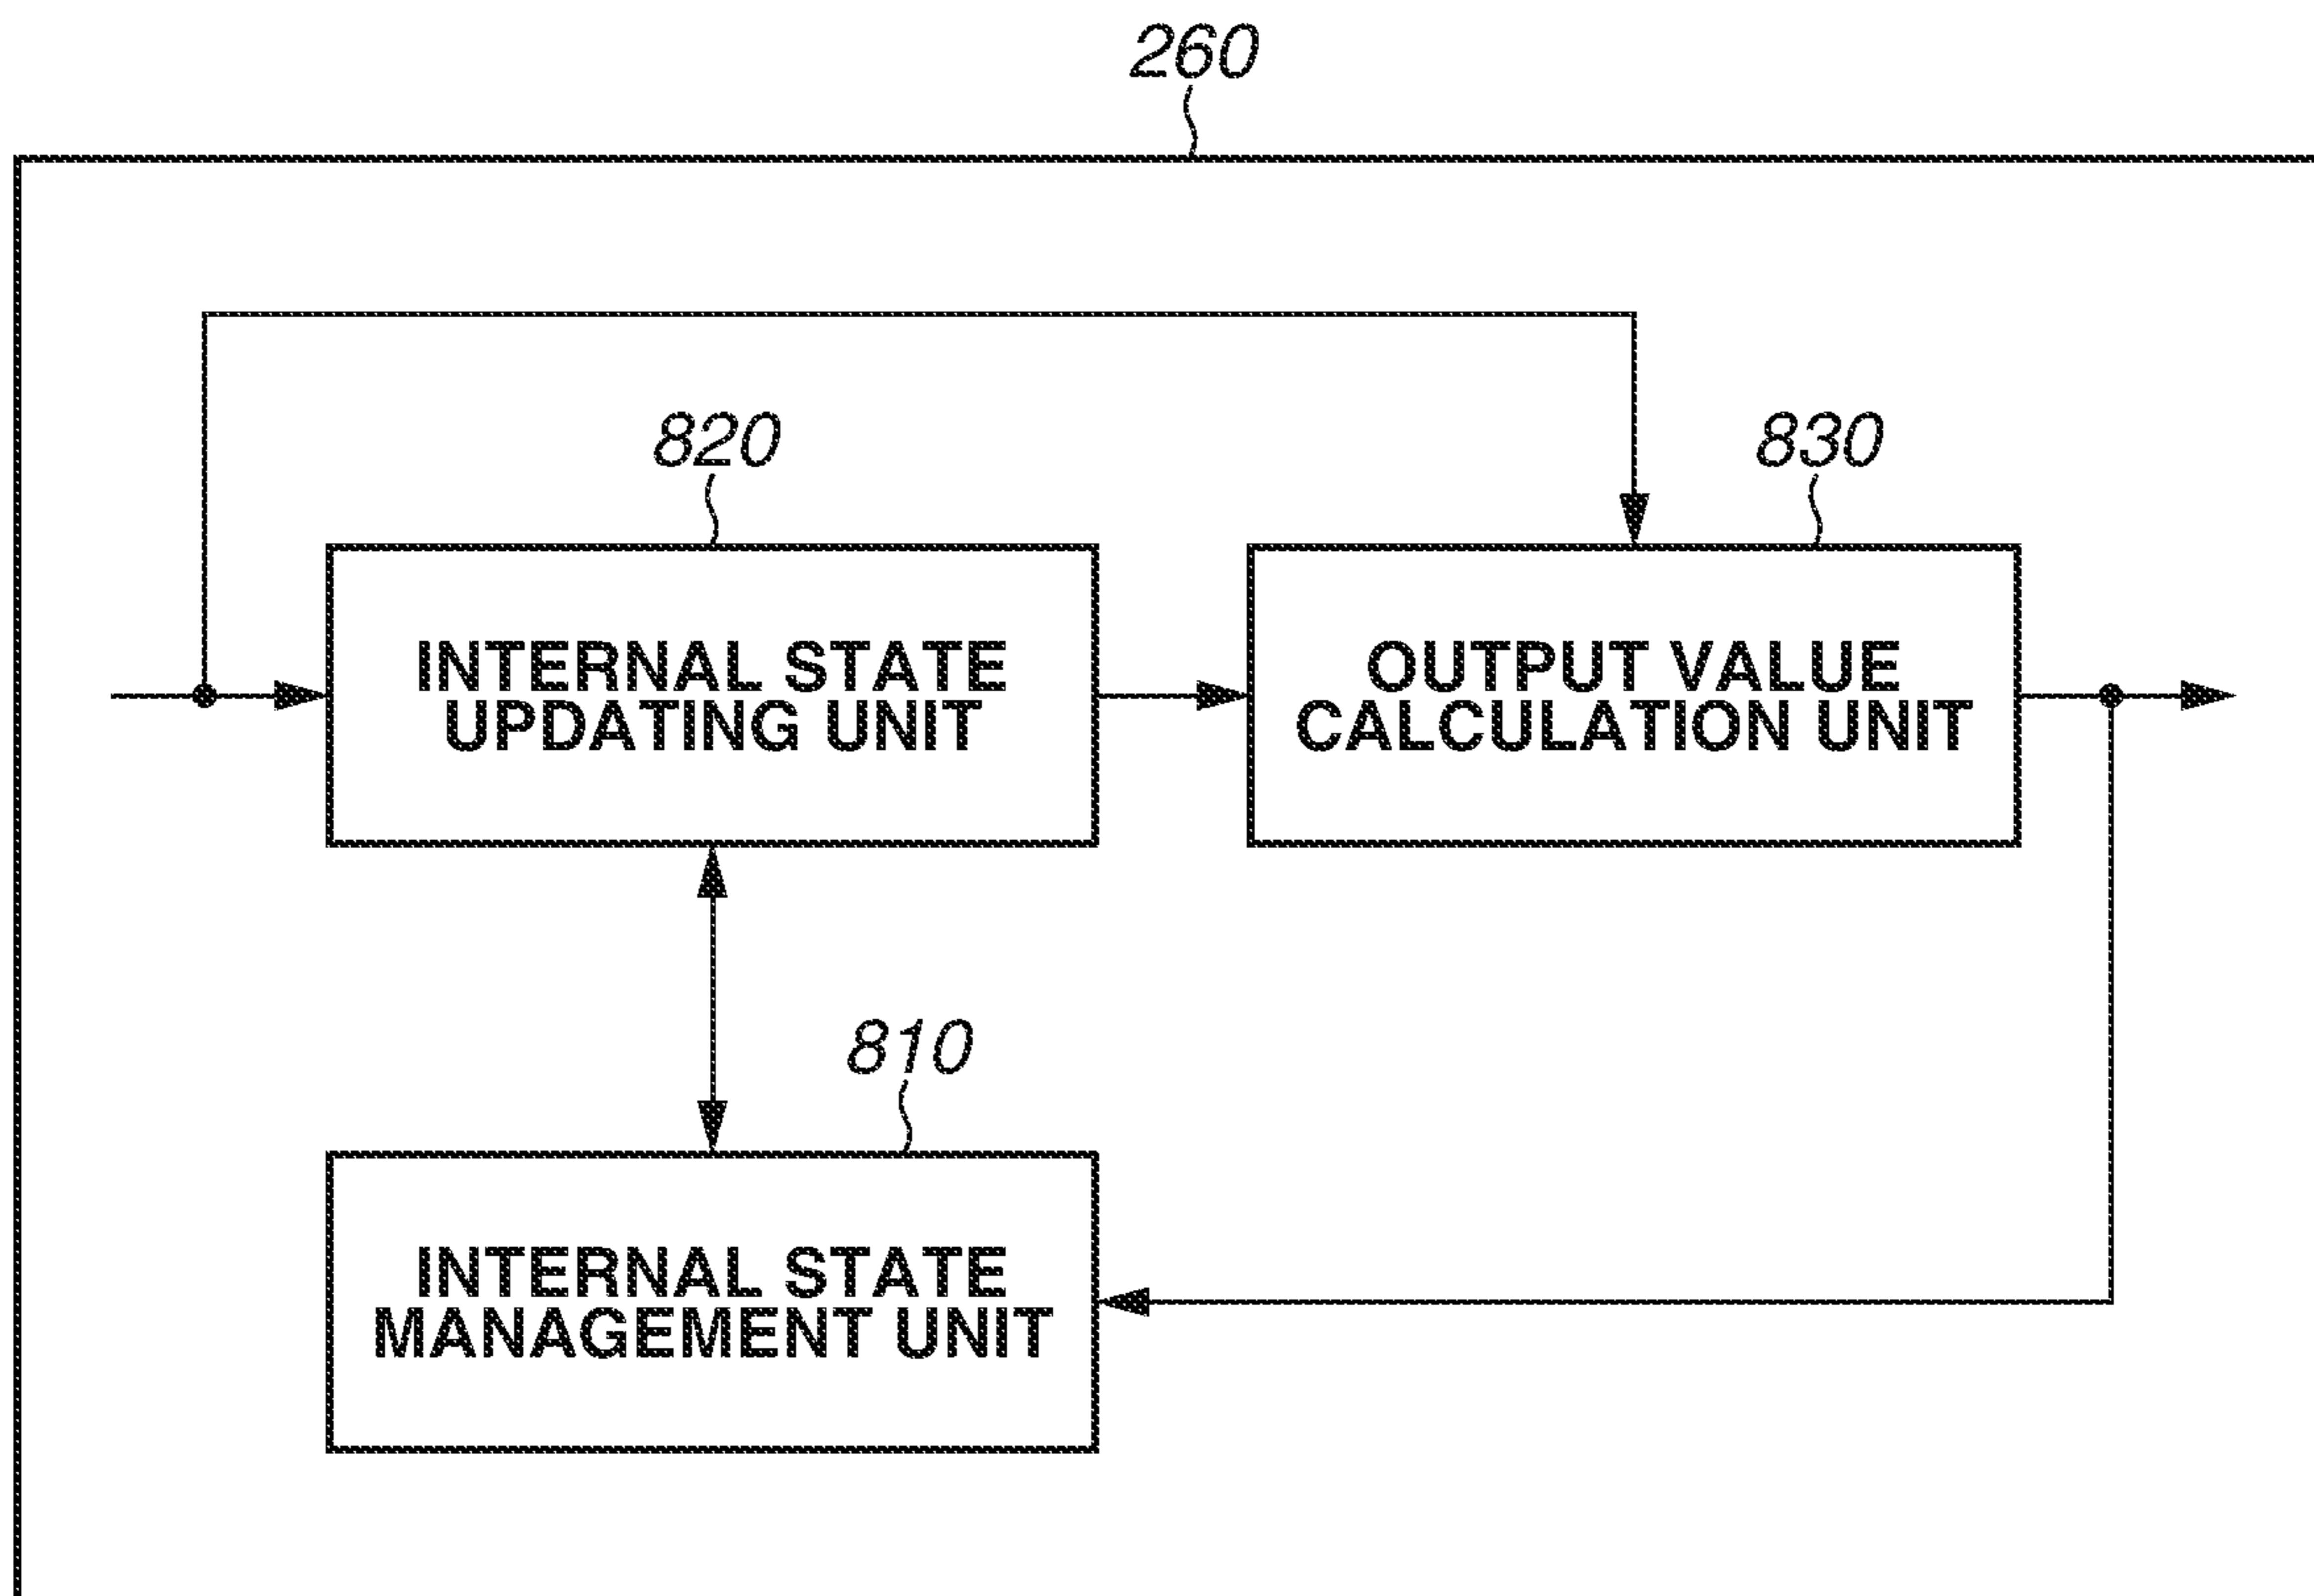 260
820
830
INTERNAL STATE
UPDATING UNIT
OUTPUT VALUE
CALCULATION UNIT
810
INTERNAL STATE
MANAGEMENT UNIT